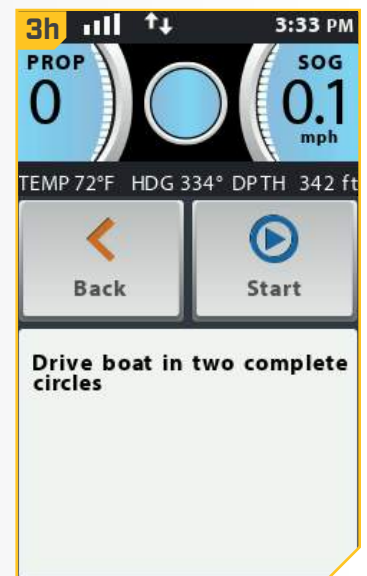 3h 3:33 PM
PROP SOG
0 0.1
mph
TEMP 72°F HDG 334° DPTH 342 ft
Back Start
Drive boat in two complete
circles